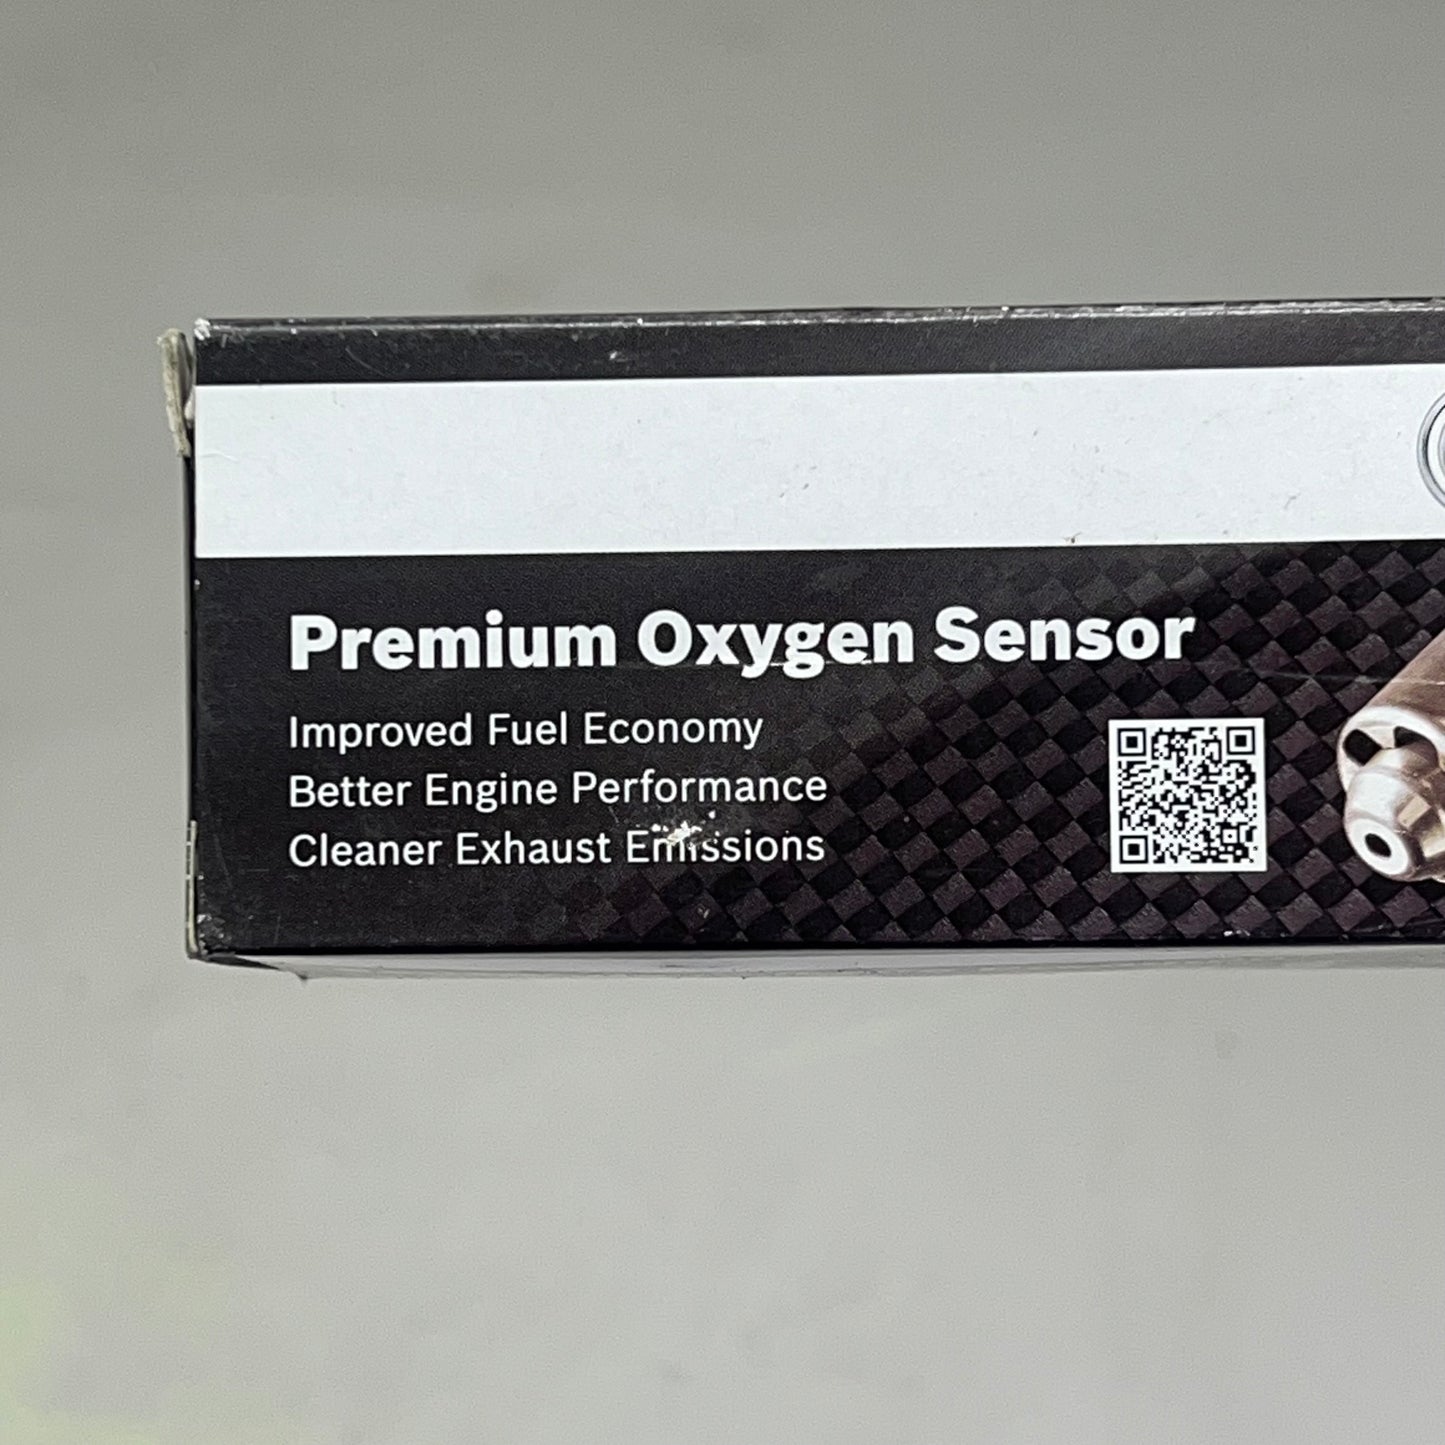 Premium Oxygen Sensor
Improved Fuel Economy
Better Engine Performance
Cleaner Exhaust Emissions